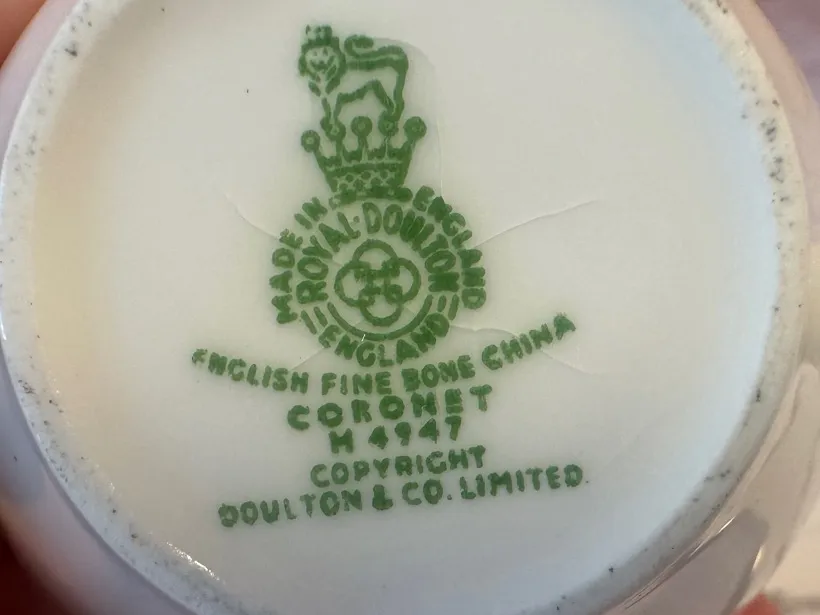 MADE IN ENGLAND
ROYAL·DOULTON
ENGLAND
ENGLISH FINE BONE CHINA
CORONET
H 4947
COPYRIGHT
DOULTON & CO. LIMITED.